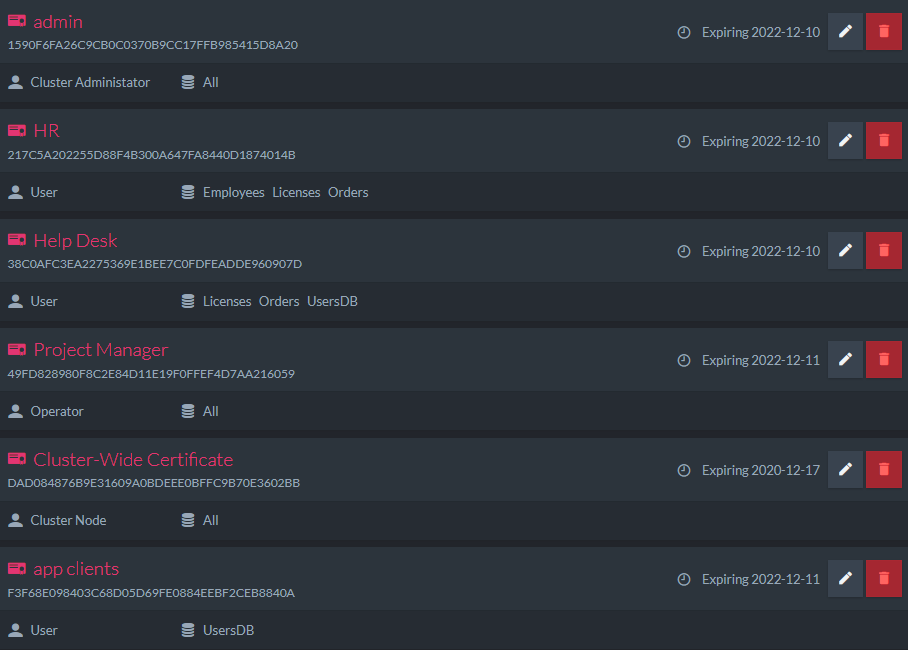 admin
1590F6FA26C9CB0C0370B9CC17FFB985415D8A20
Expiring 2022-12-10
Cluster Administator All
HR
217C5A202255D88F4B300A647FA8440D1874014B
Expiring 2022-12-10
User Employees Licenses Orders
Help Desk
38C0AFC3EA2275369E1BEE7C0FDFEADDE960907D
Expiring 2022-12-10
User Licenses Orders UsersDB
Project Manager
49FD828980F8C2E84D11E19F0FFEF4D7AA216059
Expiring 2022-12-11
Operator All
Cluster-Wide Certificate
DAD084876B9E31609A0BDEEE0BFFC9B70E3602BB
Expiring 2020-12-17
Cluster Node All
app clients
F3F68E098403C68D05D69FE0884EEBF2CEB8840A
Expiring 2022-12-11
User UsersDB